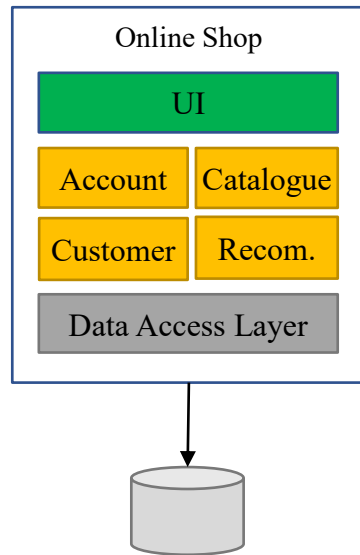 Online Shop
UI
Account Catalogue
Customer Recom.
Data Access Layer